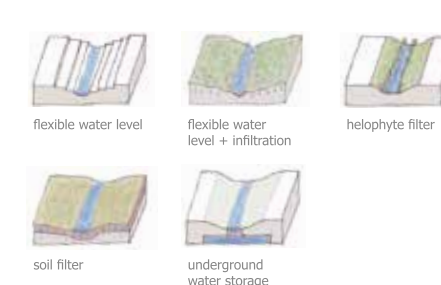 flexible water level
flexible water
level + infiltration
helophyte filter
soil filter
underground
water storage